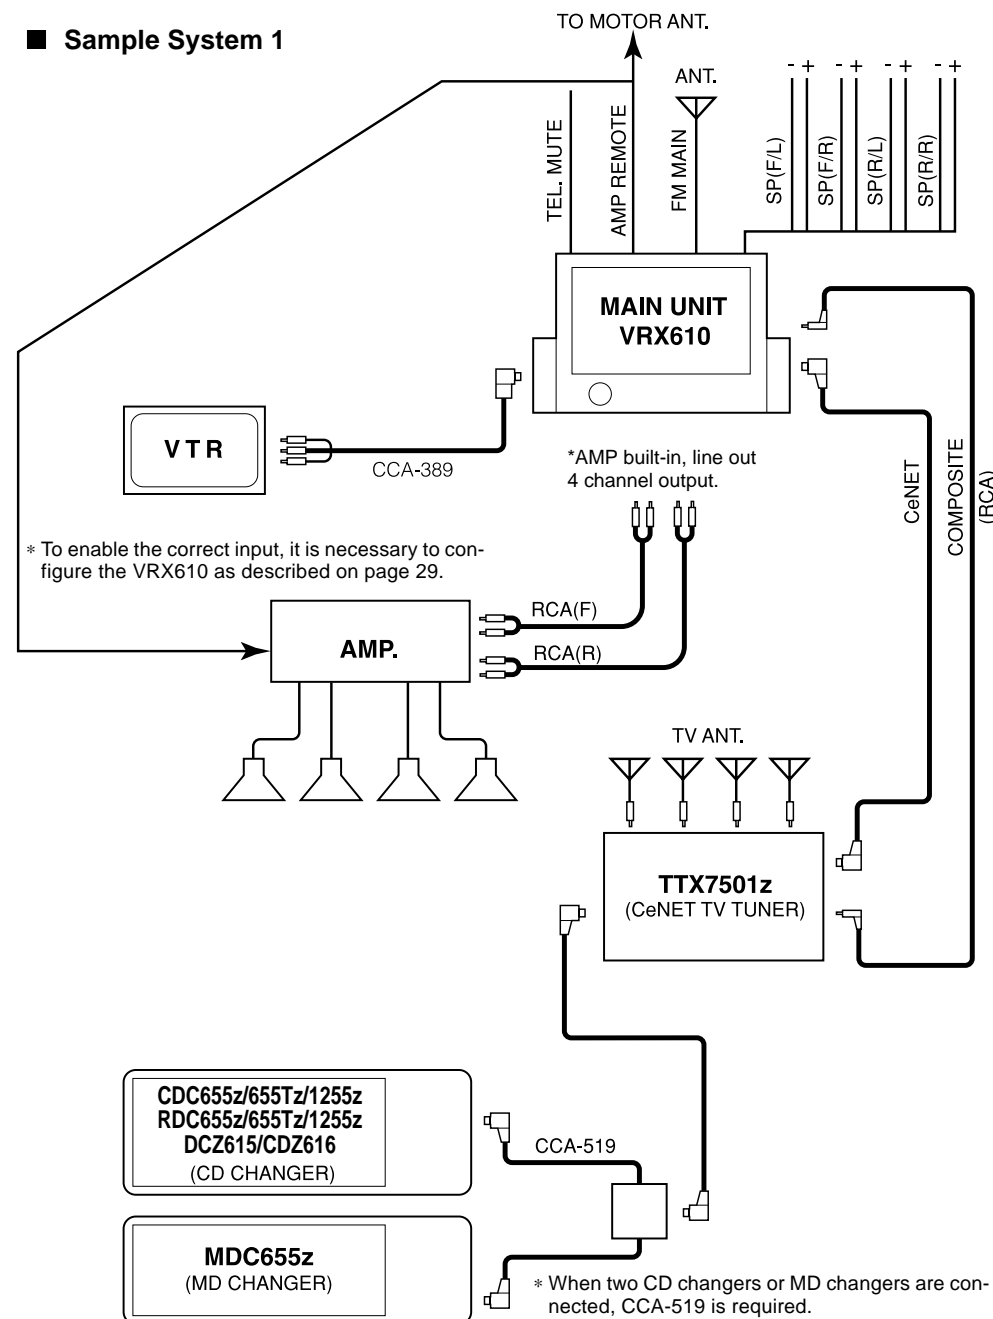 ■ Sample System 1
TO MOTOR ANT.
ANT.
- + - + - + - +
TEL. MUTE
AMP REMOTE
FM MAIN
SP(F/L)
SP(F/R)
SP(R/L)
SP(R/R)
MAIN UNIT
VRX610
VTR
CCA-389
*AMP built-in, line out
4 channel output.
CeNET
COMPOSITE
(RCA)
* To enable the correct input, it is necessary to con-
figure the VRX610 as described on page 29.
RCA(F)
AMP.
RCA(R)
TV ANT.
TTX7501z
(CeNET TV TUNER)
CDC655z/655Tz/1255z
RDC655z/655Tz/1255z
DCZ615/CDZ616
(CD CHANGER)
CCA-519
MDC655z
(MD CHANGER)
* When two CD changers or MD changers are con-
nected, CCA-519 is required.